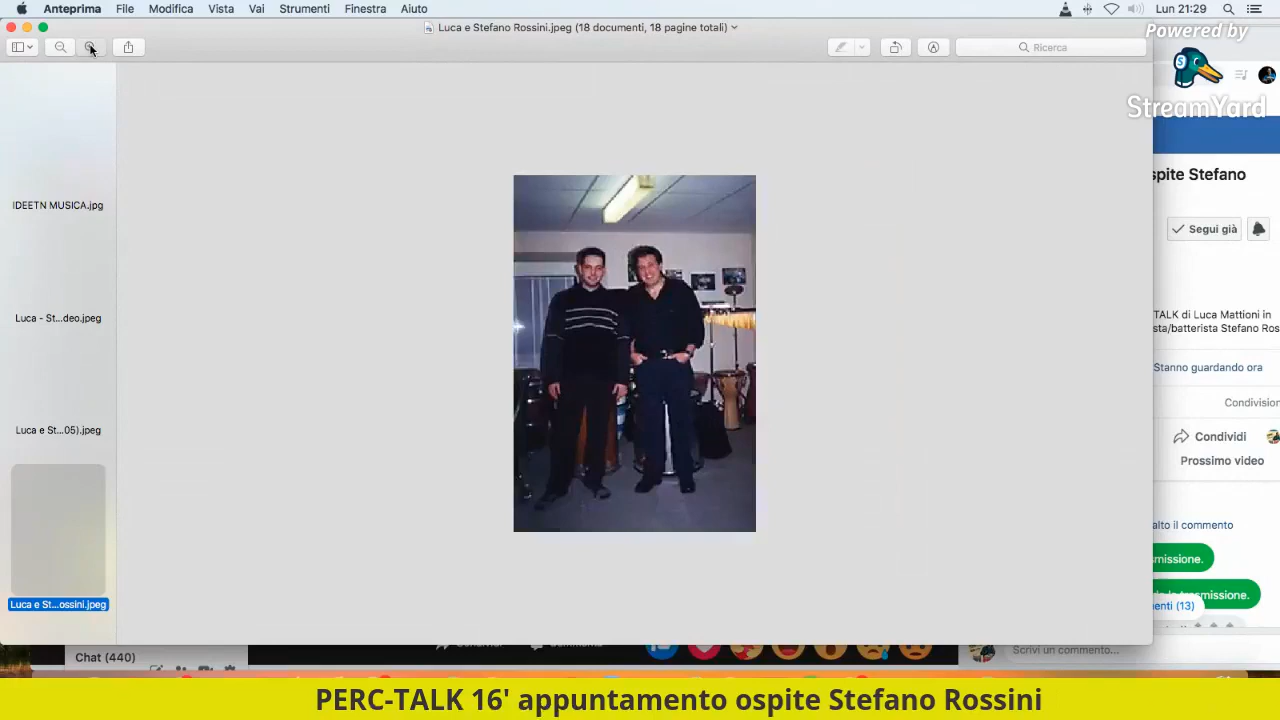 Anteprima File Modifica Vista Vai Strumenti Finestra Aiuto Lun 21:29
Luca e Stefano Rossini.jpeg (18 documenti, 18 pagine totali)
Powered by
Ricerca
StreamYard
spite Stefano
IDEETN MUSICA.jpg
Segui già
Luca - St...deo.jpeg
TALK di Luca Mattioni in
sta/batterista Stefano Ros
Stanno guardando ora
Condivision
Luca e St...05).jpeg
Condividi
Prossimo video
alto il commento
smissione.
Luca e St...ossini.jpeg
trasmissione.
enti (13)
Chat (440)
Scrivi un commento...
PERC-TALK 16' appuntamento ospite Stefano Rossini